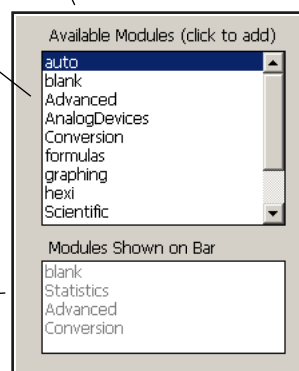 Available Modules (click to add)
auto
blank
Advanced
AnalogDevices
Conversion
formulas
graphing
hexi
Scientific
Modules Shown on Bar
blank
Statistics
Advanced
Conversion